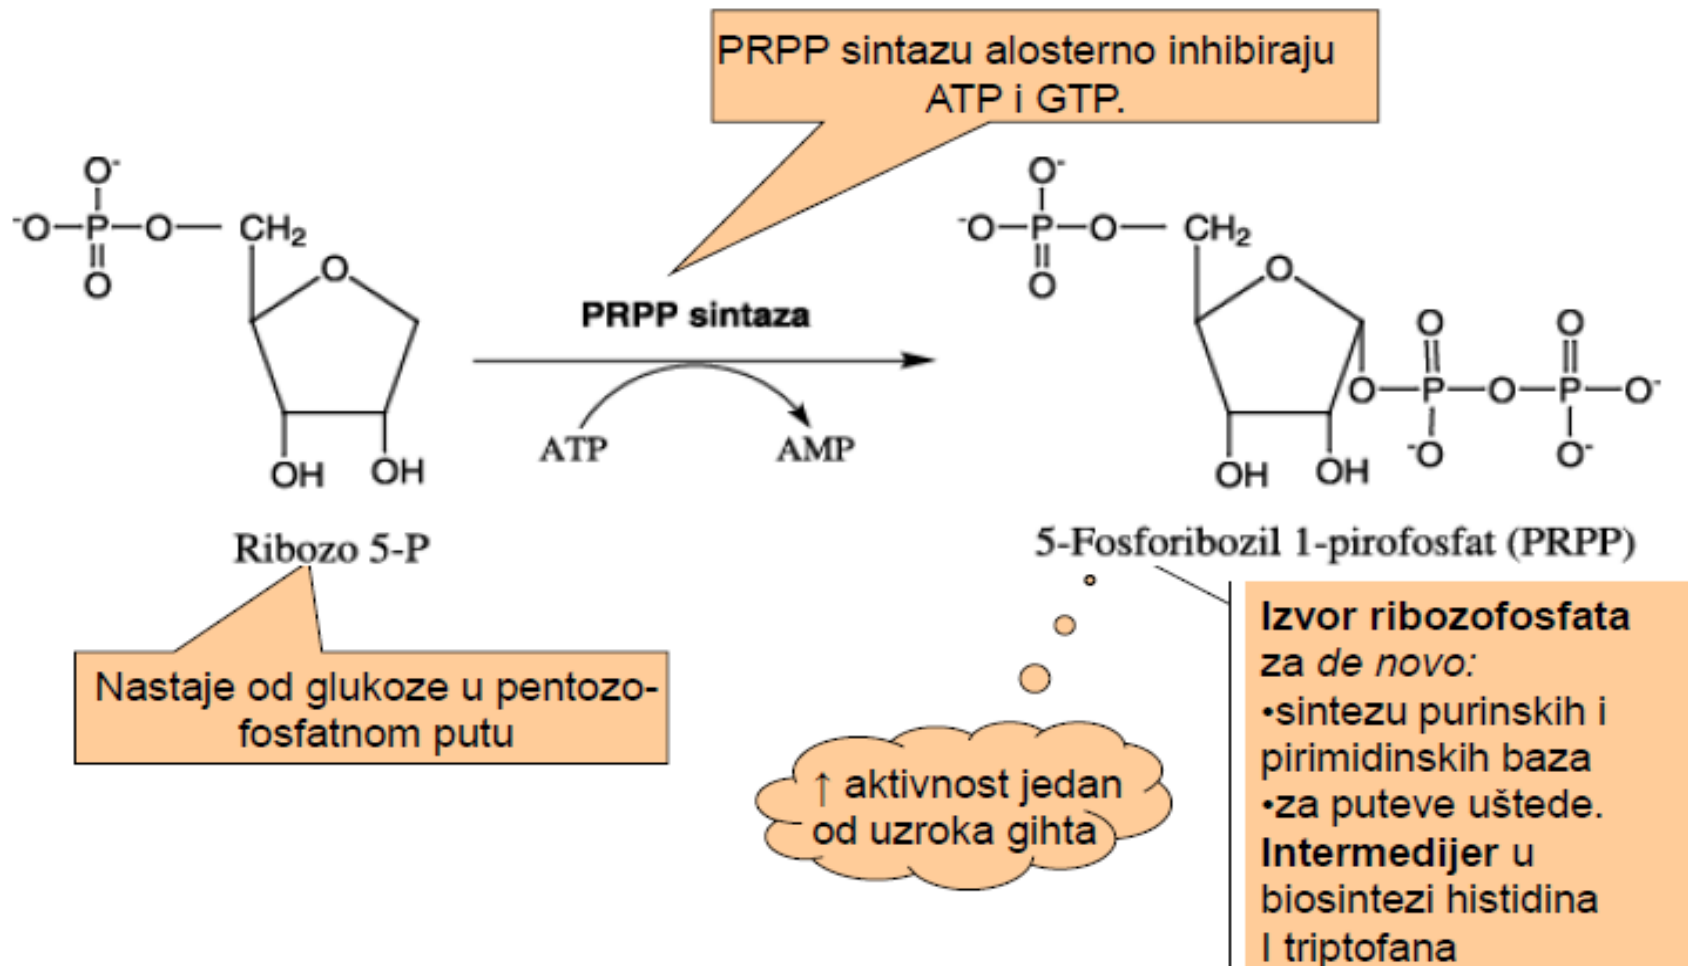 PRPP sintazu alosterno inhibiraju
ATP i GTP.
O-
-O-P-O-CH2
O
O
OH OH
Ribozo 5-P
PRPP sintaza
ATP AMP
O-
-O-P-O-CH2
O
O
O O
O-P-O-P-O-
-O O-
OH OH
5-Fosforibozil 1-pirofosfat (PRPP)
Nastaje od glukoze u pentozo-
fosfatnom putu
↑ aktivnost jedan
od uzroka gihta
Izvor ribozofosfata
za de novo:
•sintezu purinskih i
pirimidinskih baza
•za puteve uštede.
Intermedijer u
biosintezi histidina
I triptofana